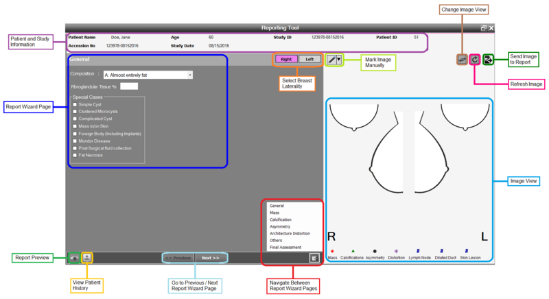 Change Image View
Reporting Tool
Patient Name Doe, Jane Age 65 Study ID Patient ID 51
Accession No Study Date
Patient and Study
Information
General
Right Left
Mark Image
Manually
Send Image
to Report
Refresh Image
Composition : A: Almost entirely fat
Fibroglandular Tissue %:
Select Breast
Laterality
Special Cases
Simple Cyst
Clustered Microcysts
Complicated Cyst
Mass in/on Skin
Foreign Body (Including Implants)
Mondor Disease
Post Surgical fluid collection
Fat Necrosis
Report Wizard Page
Image View
General
Mass
Calcification
Asymmetry
Architecture Distortion
Others
Final Assessment
R L
Mass Calcifications Asymmetry Distortion Lymph Node Dilated Duct Skin Lesion
Report Preview
<< Previous Next >>
View Patient
History
Go to Previous / Next
Report Wizard Page
Navigate Between
Report Wizard Pages